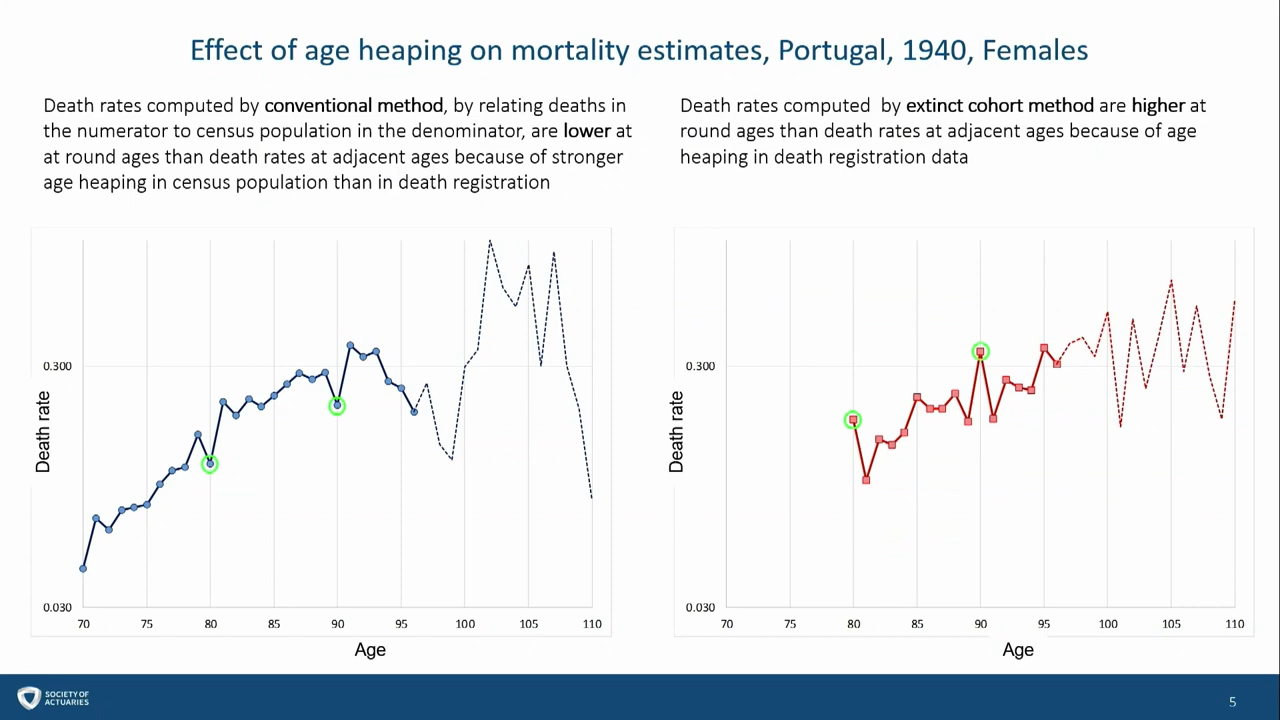 Effect of age heaping on mortality estimates, Portugal, 1940, Females
Death rates computed by conventional method, by relating deaths in
the numerator to census population in the denominator, are lower at
at round ages than death rates at adjacent ages because of stronger
age heaping in census population than in death registration
Death rates computed by extinct cohort method are higher at
round ages than death rates at adjacent ages because of age
heaping in death registration data
0.300
Death rate
0.030
70 75 80 85 90 95 100 105 110
Age
0.300
Death rate
0.030
70 75 80 85 90 95 100 105 110
Age
SOCIETY OF
ACTUARIES
5